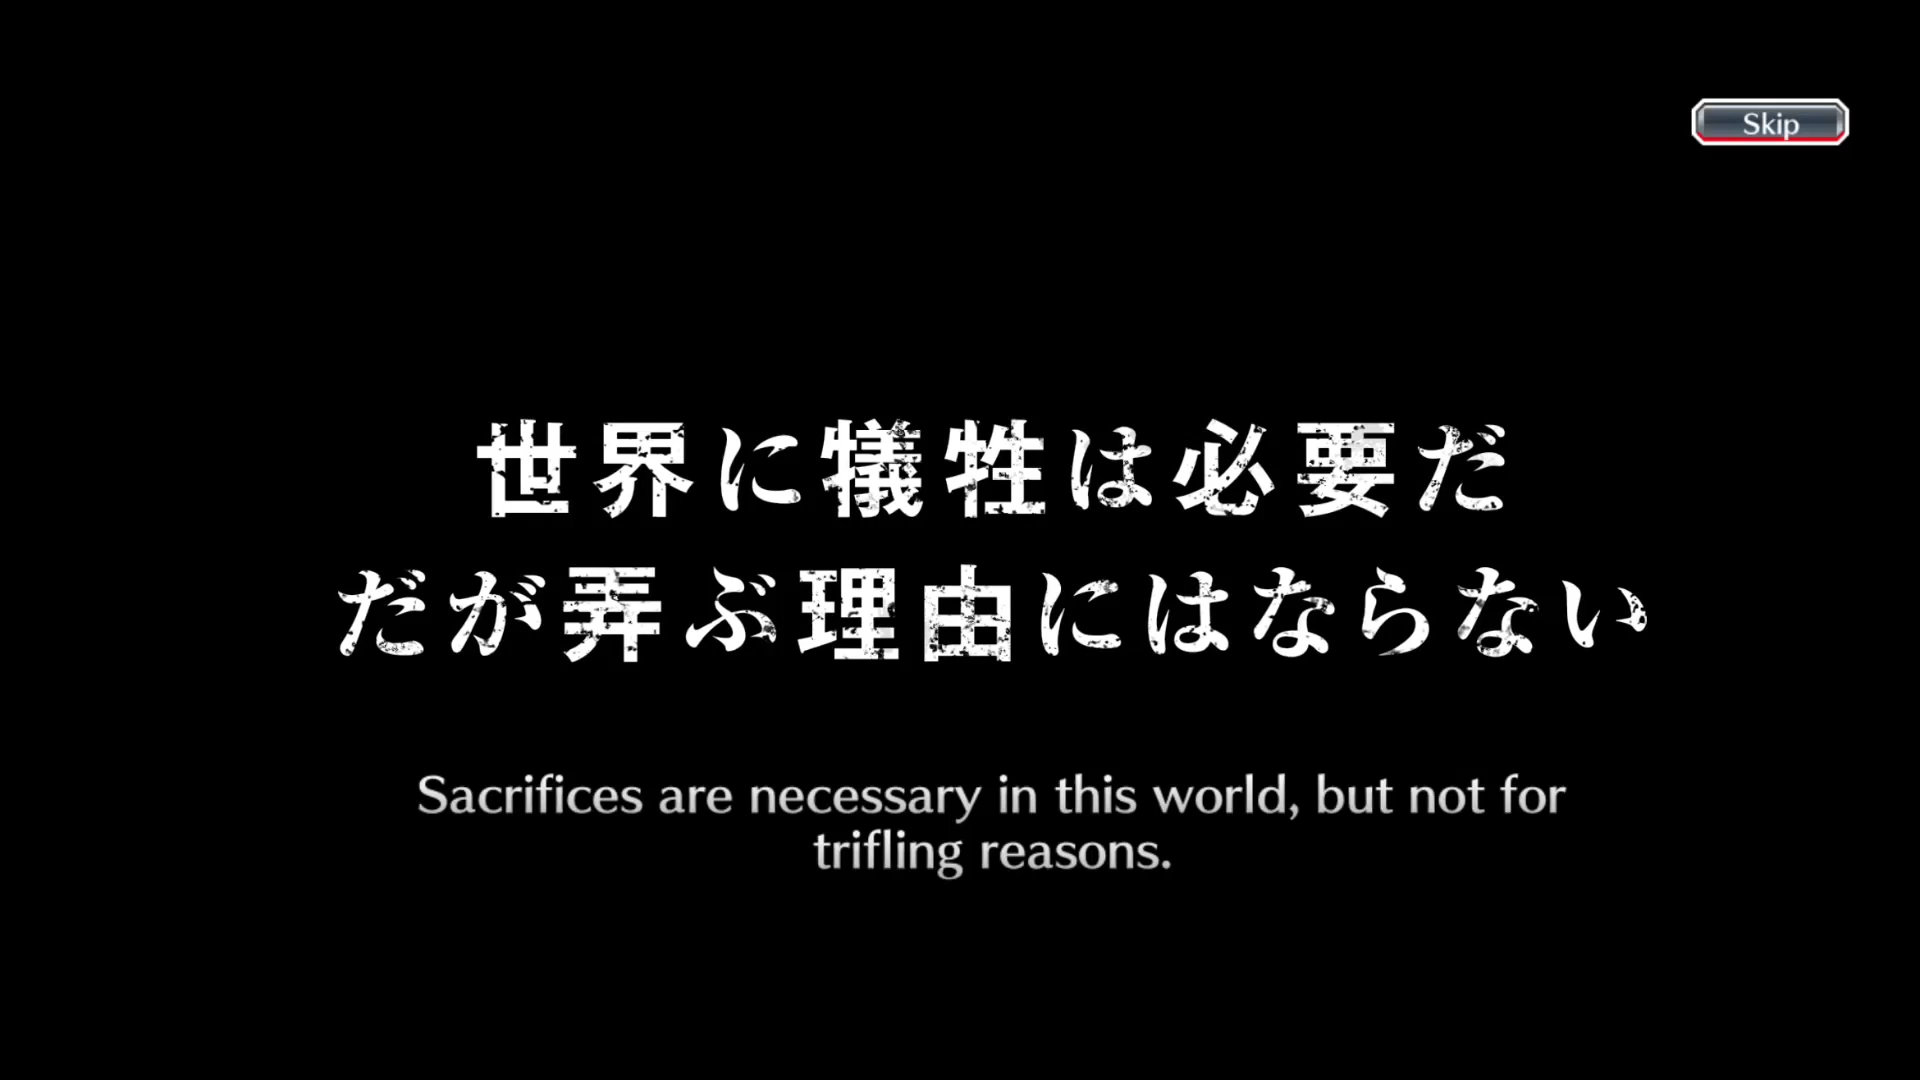 Skip
世界に犠牲は必要だ
だが弄ぶ理由にはならない
Sacrifices are necessary in this world, but not for
trifling reasons.